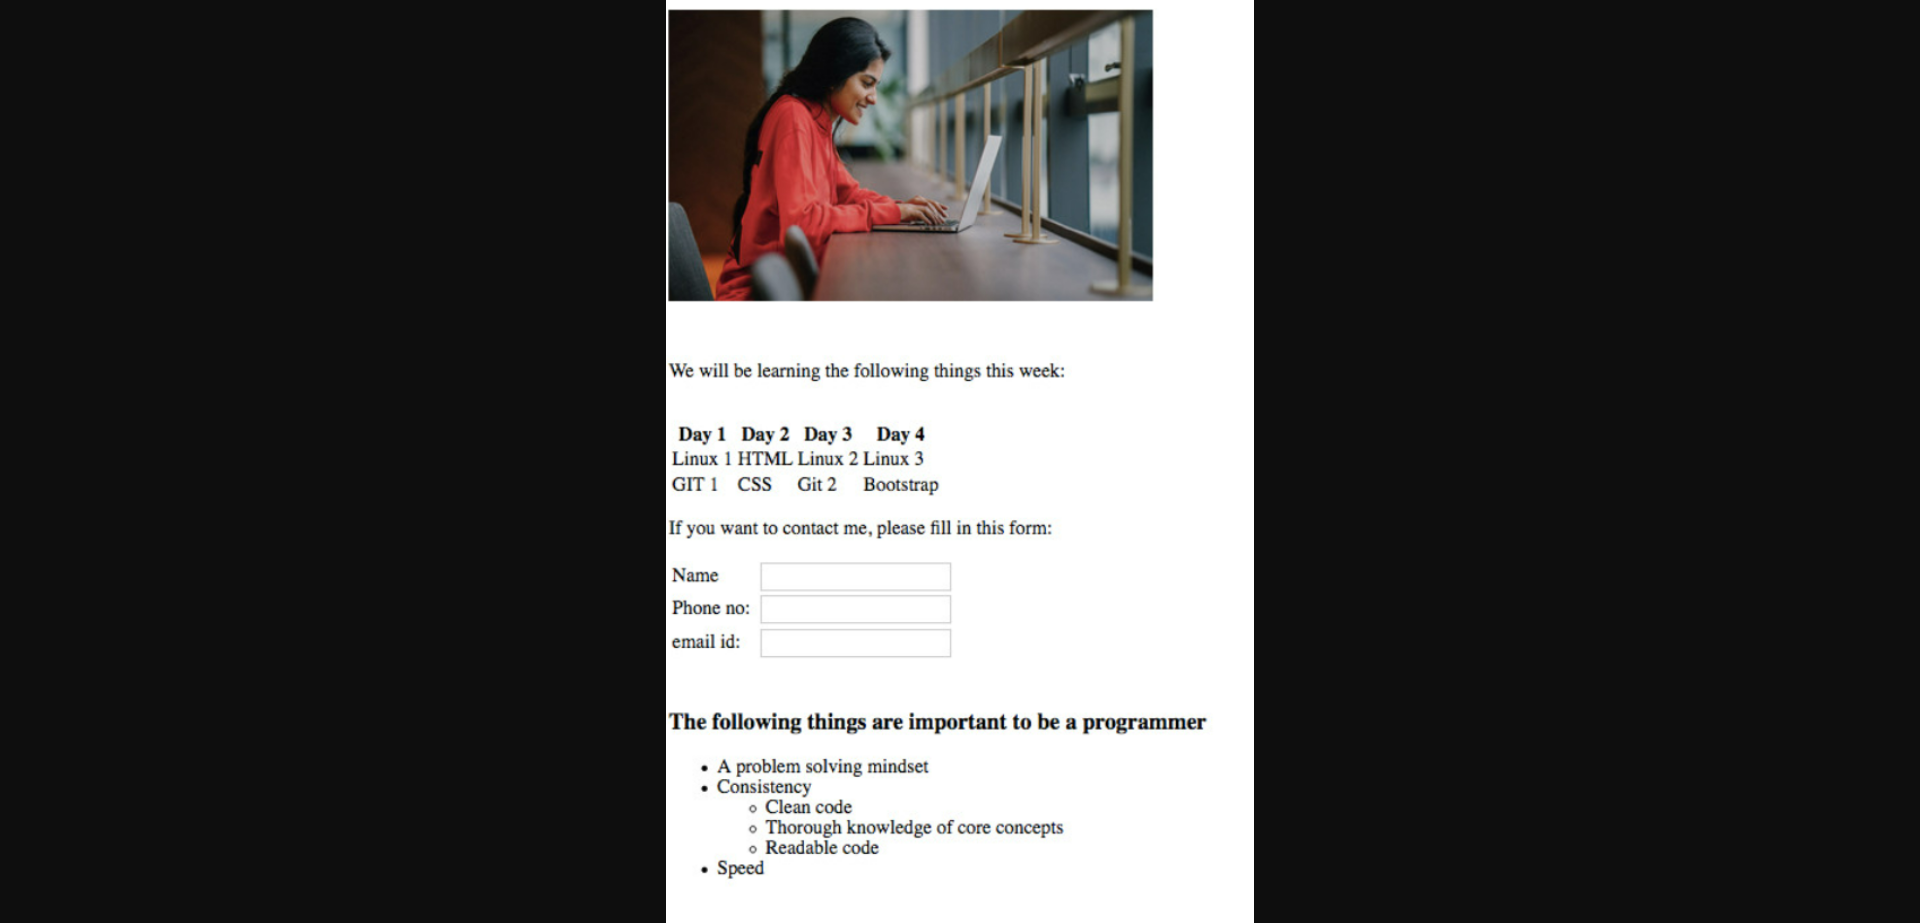 We will be learning the following things this week:
Day 1 Day 2 Day 3 Day 4
Linux 1 HTML Linux 2 Linux 3
GIT 1 CSS Git 2 Bootstrap
If you want to contact me, please fill in this form:
Name
Phone no:
email id:
The following things are important to be a programmer
• A problem solving mindset
• Consistency
◦ Clean code
◦ Thorough knowledge of core concepts
◦ Readable code
• Speed